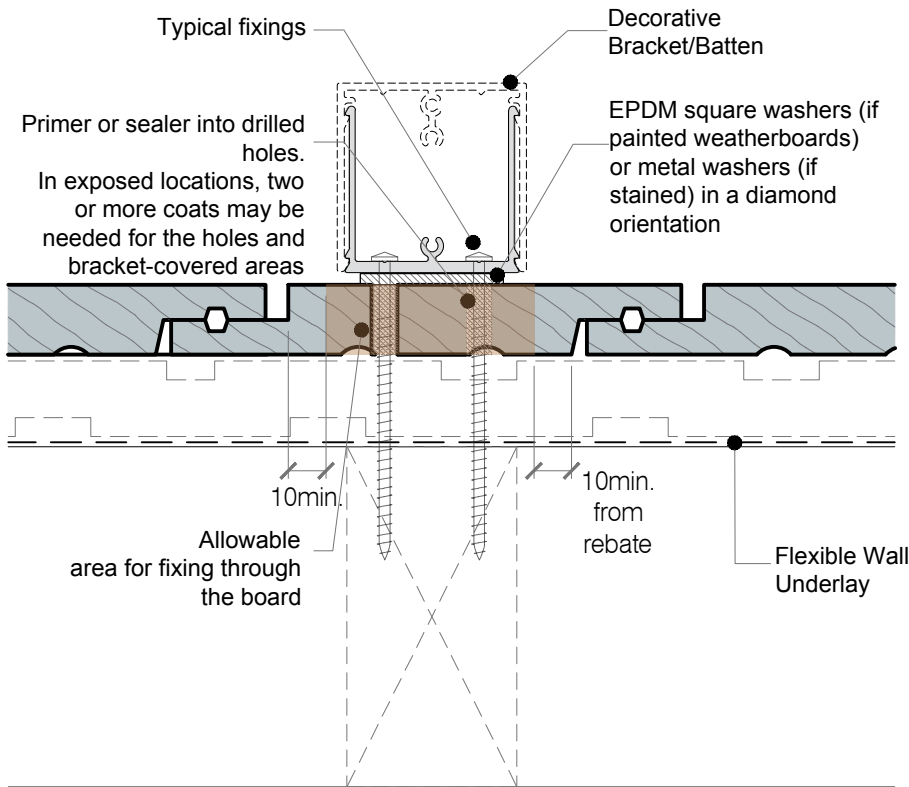 Typical fixings
Decorative
Bracket/Batten
Primer or sealer into drilled
holes.
In exposed locations, two
or more coats may be
needed for the holes and
bracket-covered areas
EPDM square washers (if
painted weatherboards)
or metal washers (if
stained) in a diamond
orientation
10min.
10min.
from
rebate
Allowable
area for fixing through
the board
Flexible Wall
Underlay